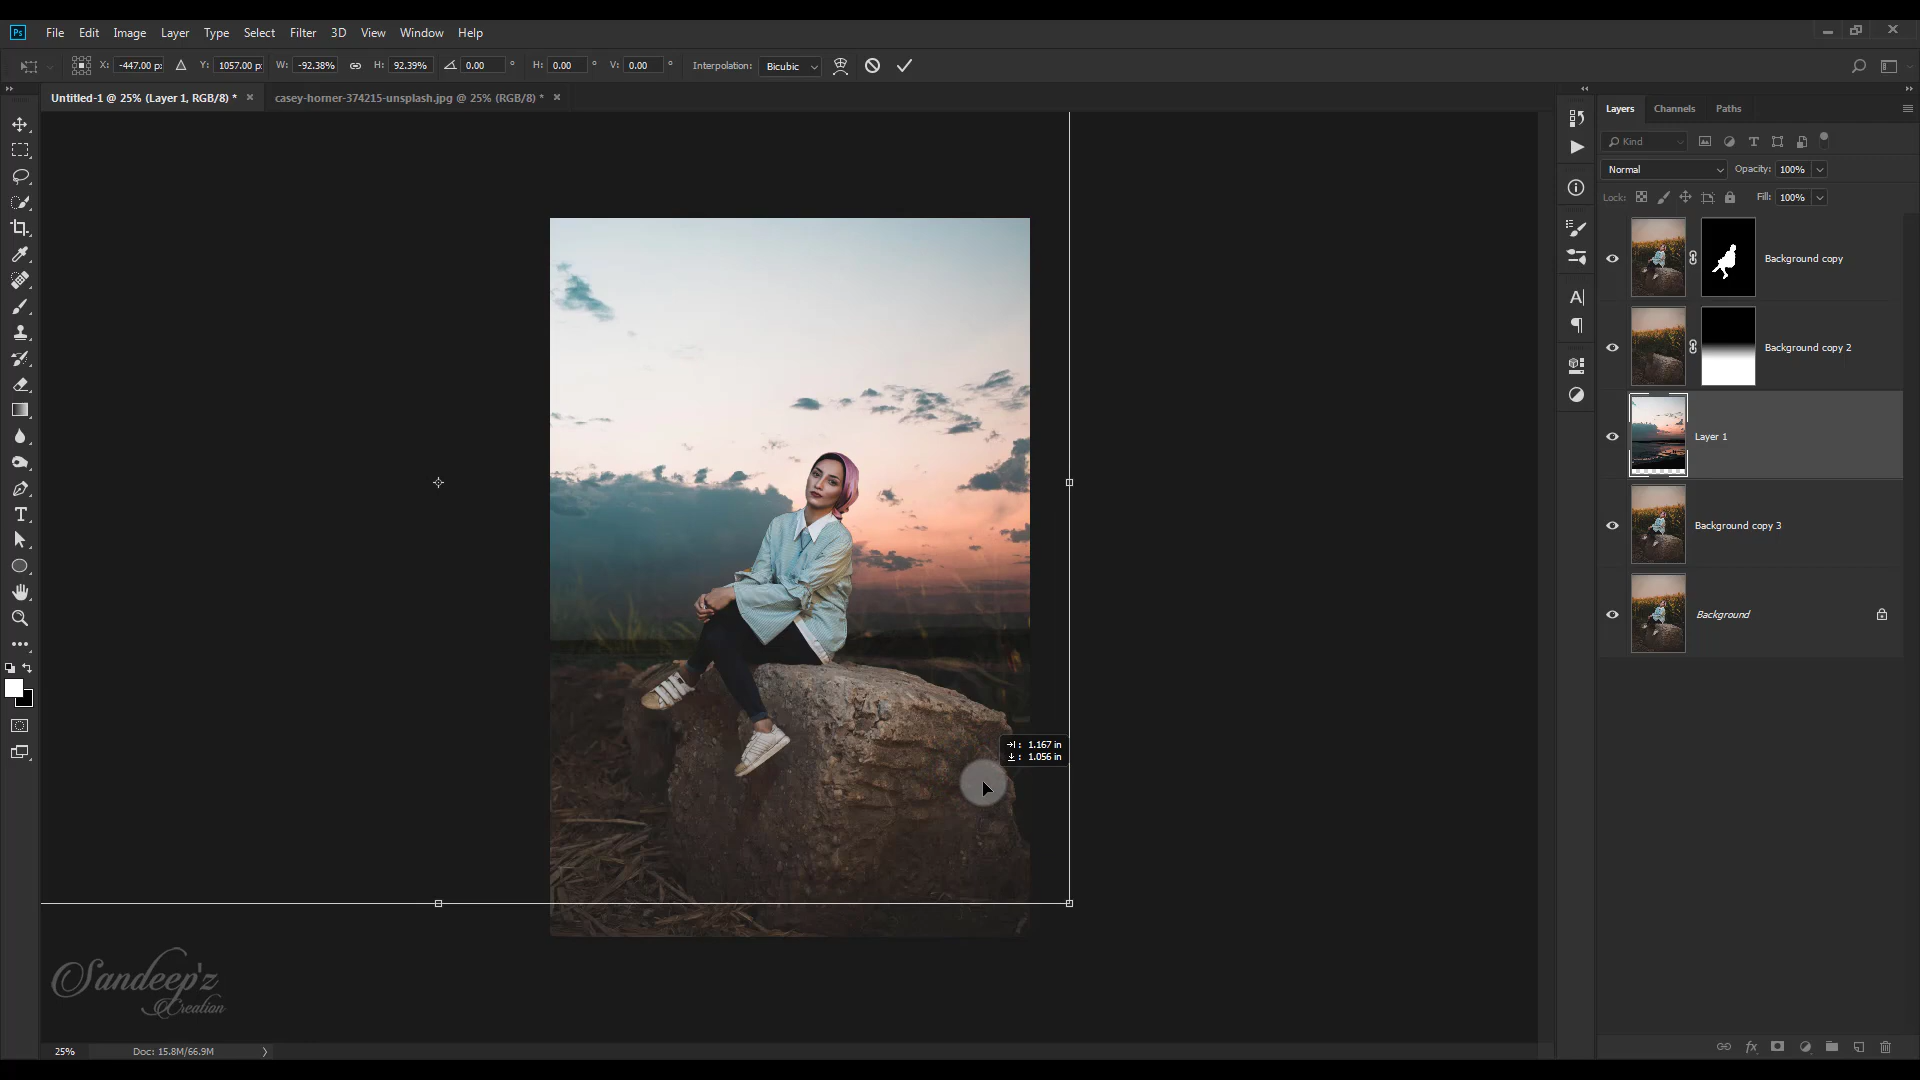 Ps File Edit Image Layer Type Select Filter 3D View Window Help
X: -447.00 p: Y: 1057.00 p: W: -92.38% H: 92.39% 0.00 ° H: 0.00 ° V: 0.00 ° Interpolation: Bicubic
Untitled-1 @ 25% (Layer 1, RGB/8) * × casey-horner-374215-unsplash.jpg @ 25% (RGB/8) * ×
Layers Channels Paths
Kind
Normal Opacity: 100%
Lock: Fill: 100%
Background copy
Background copy 2
Layer 1
Background copy 3
Background
1.167 in
1.056 in
Sandeep'z
Creation
25% Doc: 15.8M/66.9M